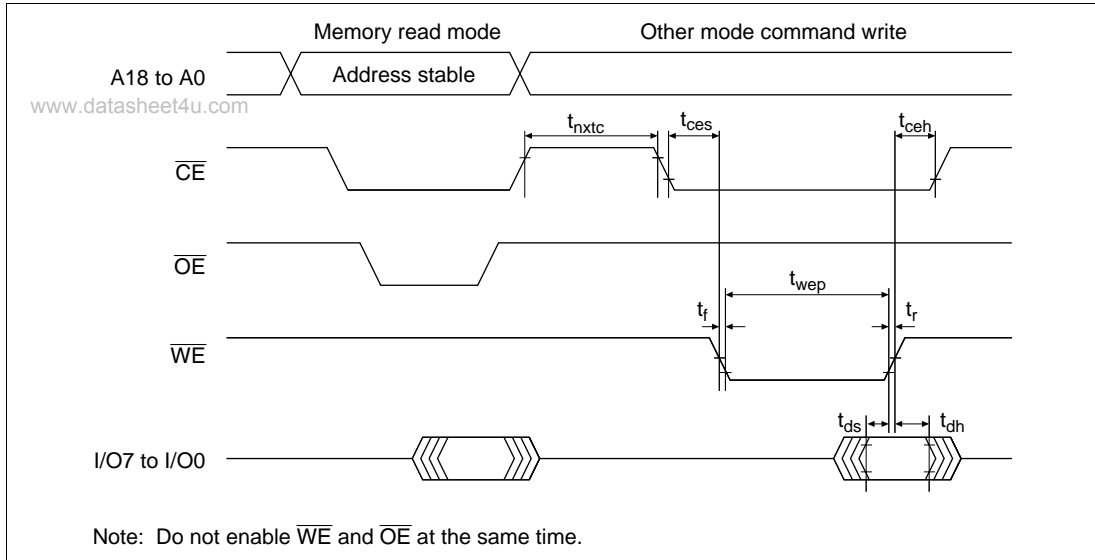 Memory read mode Other mode command write
A18 to A0 Address stable
www.datasheet4u.com
tnxtc tces tceh
CE
OE
twep
tf tr
WE
tds tdh
I/O7 to I/O0
Note: Do not enable WE and OE at the same time.